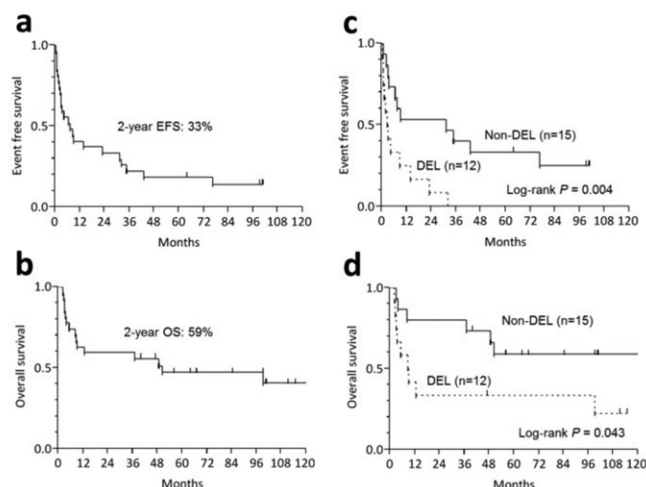 a
Event free survival
1.0
0.5
0.0
2-year EFS: 33%
0 12 24 36 48 60 72 84 96 108 120
Months
c
Event free survival
1.0
0.5
0.0
Non-DEL (n=15)
DEL (n=12)
Log-rank P = 0.004
0 12 24 36 48 60 72 84 96 108 120
Months
b
Overall survival
1.0
0.5
0.0
2-year OS: 59%
0 12 24 36 48 60 72 84 96 108 120
Months
d
Overall survival
1.0
0.5
0.0
Non-DEL (n=15)
DEL (n=12)
Log-rank P = 0.043
0 12 24 36 48 60 72 84 96 108 120
Months